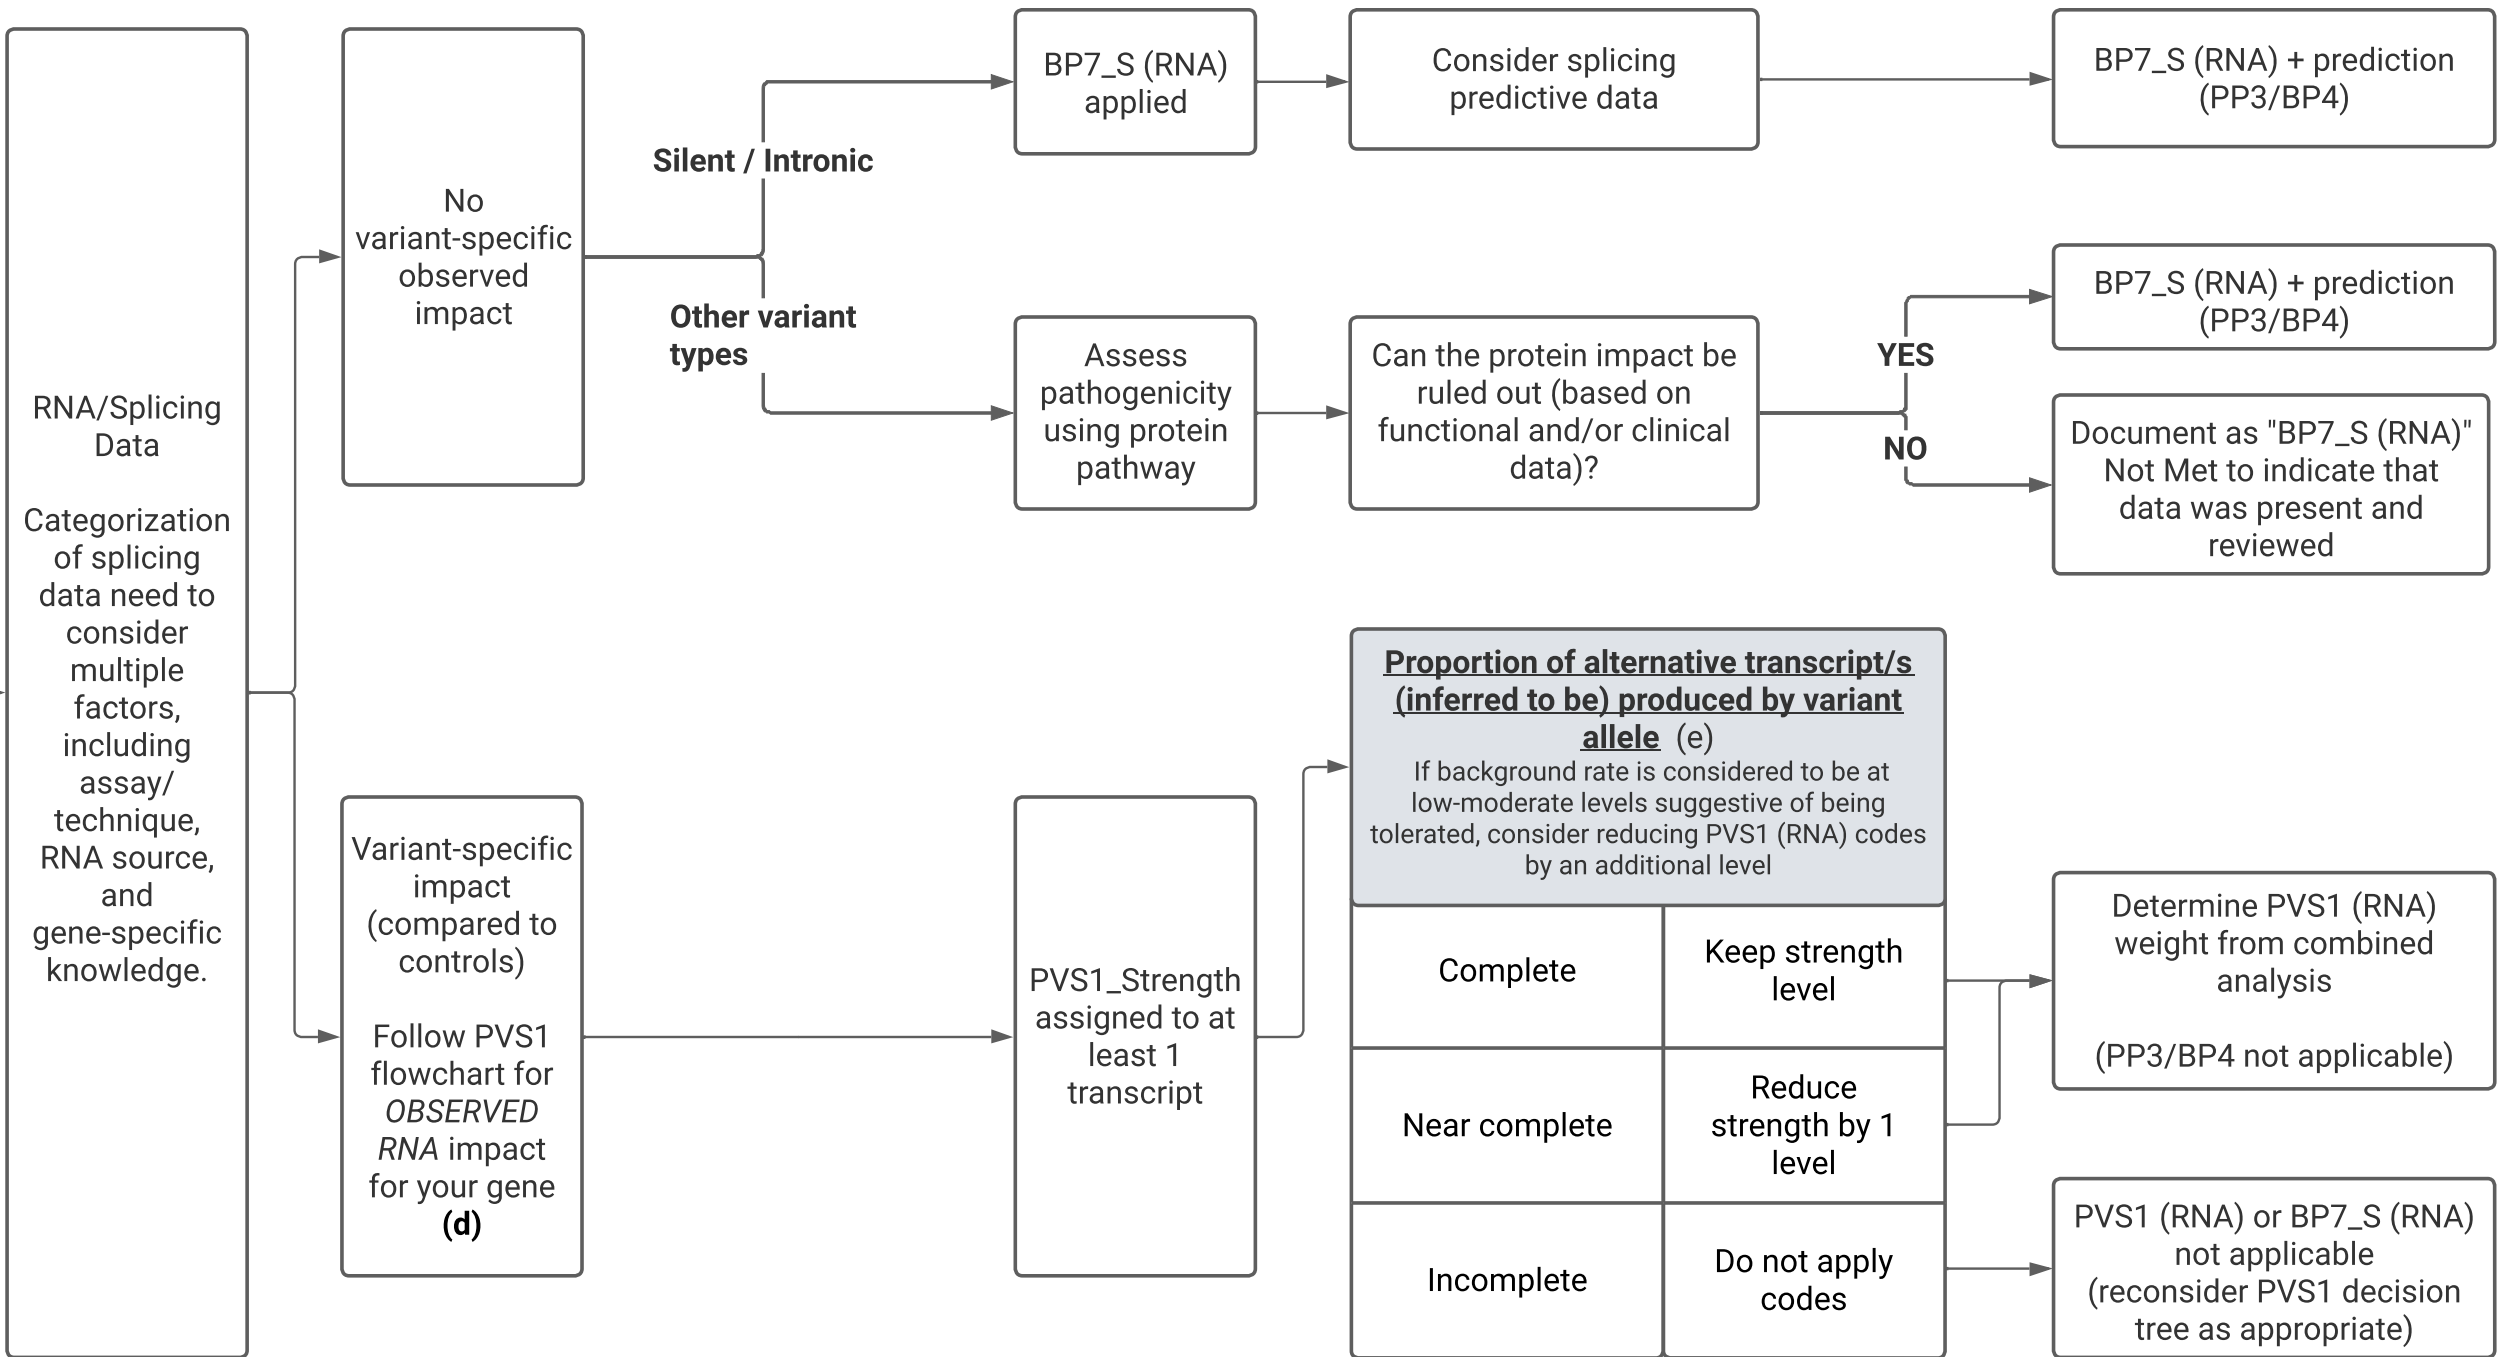 RNA/Splicing
Data
Categorization
of splicing
data need to
consider
multiple
factors,
including
assay/
technique,
RNA source,
and
gene-specific
knowledge.
No
variant-specific
observed
impact
Silent / Intronic
BP7_S (RNA)
applied
Consider splicing
predictive data
BP7_S (RNA) + prediction
(PP3/BP4)
Other variant
types
Assess
pathogenicity
using protein
pathway
Can the protein impact be
ruled out (based on
functional and/or clinical
data)?
YES
BP7_S (RNA) + prediction
(PP3/BP4)
NO
Document as "BP7_S (RNA)"
Not Met to indicate that
data was present and
reviewed
Variant-specific
impact
(compared to
controls)
Follow PVS1
flowchart for
OBSERVED
RNA impact
for your gene
(d)
PVS1_Strength
assigned to at
least 1
transcript
Proportion of alternative transcript/s
(inferred to be) produced by variant
allele (e)
If background rate is considered to be at
low-moderate levels suggestive of being
tolerated, consider reducing PVS1 (RNA) codes
by an additional level
Complete
Keep strength
level
Near complete
Reduce
strength by 1
level
Incomplete
Do not apply
codes
Determine PVS1 (RNA)
weight from combined
analysis
(PP3/BP4 not applicable)
PVS1 (RNA) or BP7_S (RNA)
not applicable
(reconsider PVS1 decision
tree as appropriate)